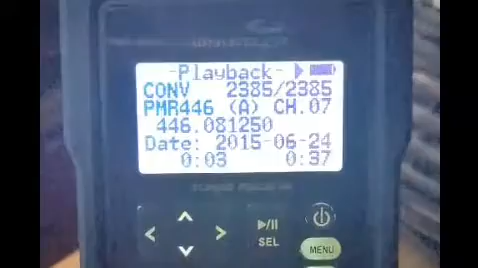 -Playback-
CONV 2385/2385
PMR446 (A) CH.07
446.081250
Date: 2015-06-24
0:03 0:37
SEL
MENU